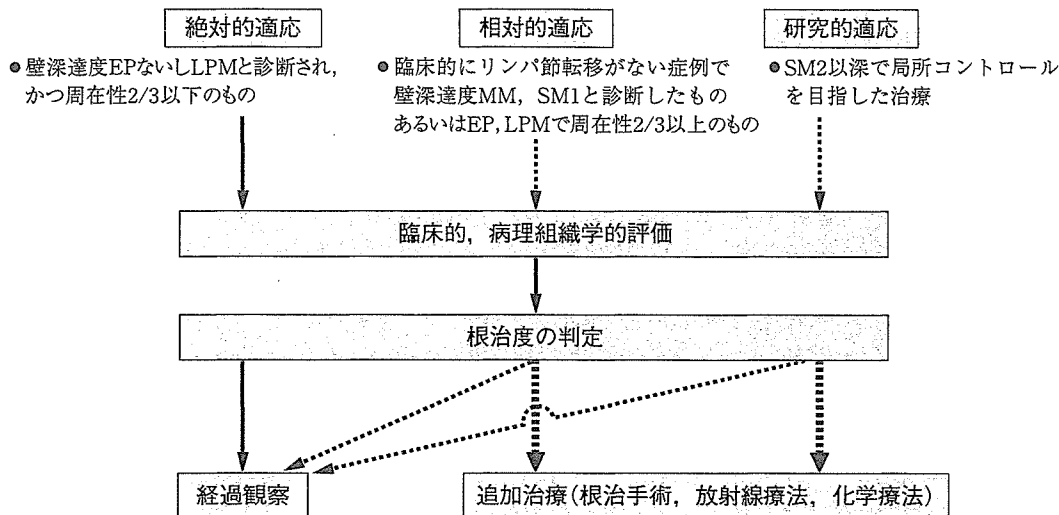 絶対的適応
相対的適応
研究的適応
●壁深達度EPないしLPMと診断され,
かつ周在性2/3以下のもの
●臨床的にリンパ節転移がない症例で
壁深達度MM, SM1と診断したもの
あるいはEP, LPMで周在性2/3以上のもの
●SM2以深で局所コントロール
を目指した治療
臨床的, 病理組織学的評価
根治度の判定
経過観察
追加治療(根治手術, 放射線療法, 化学療法)